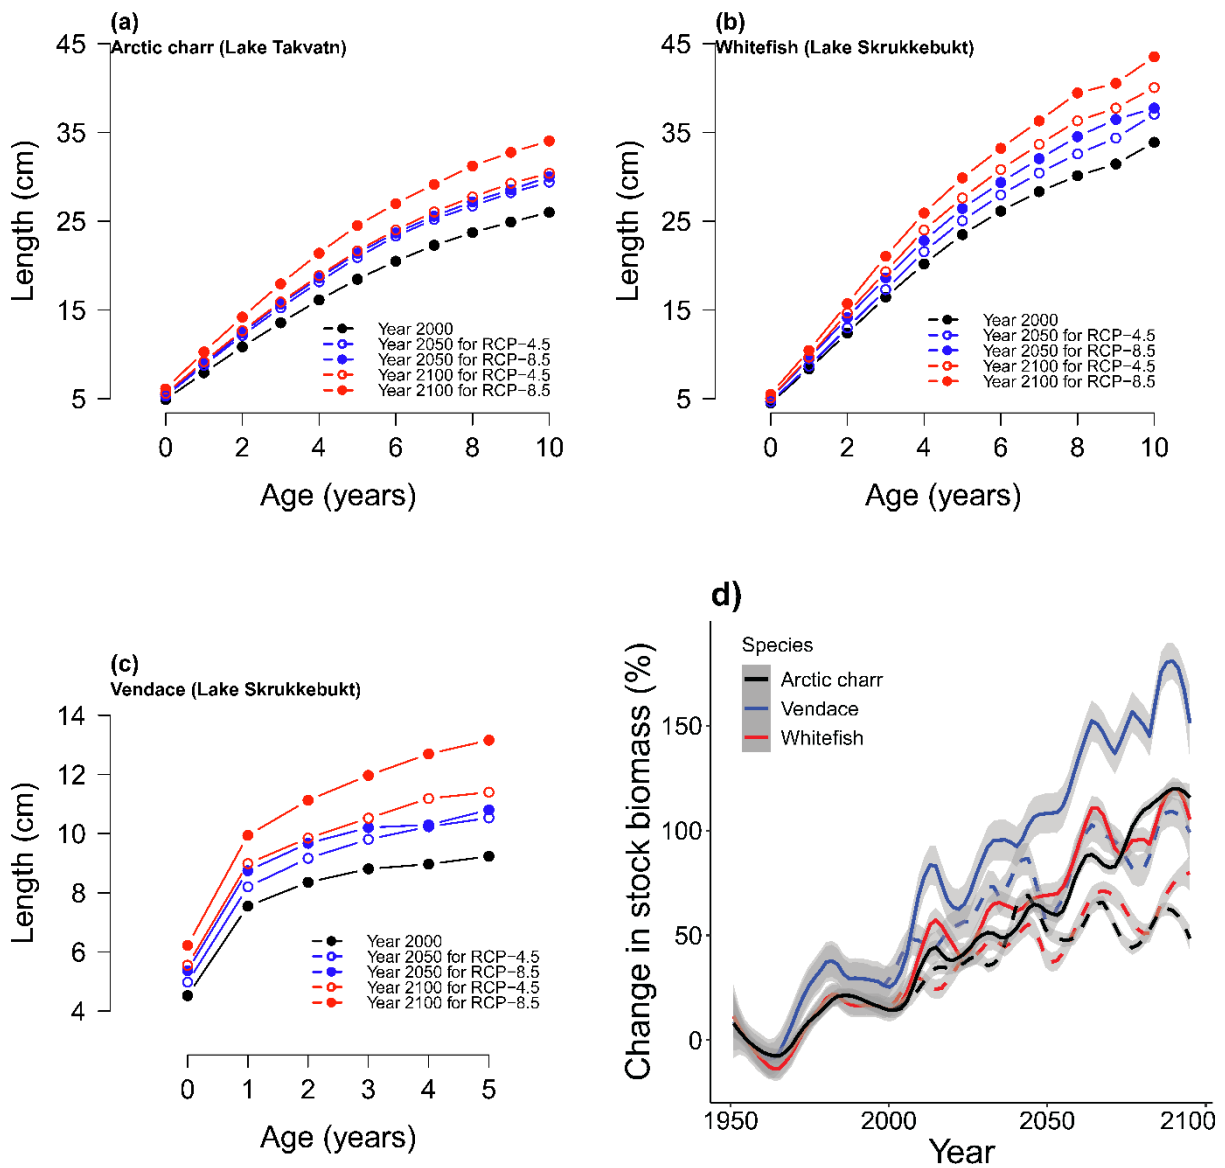 (a)
Arctic charr (Lake Takvatn)
45
35
25
15
5
Length (cm)
Year 2000
Year 2050 for RCP−4.5
Year 2050 for RCP−8.5
Year 2100 for RCP−4.5
Year 2100 for RCP−8.5
0 2 4 6 8 10
Age (years)
(b)
Whitefish (Lake Skrukkebukt)
45
35
25
15
5
Length (cm)
Year 2000
Year 2050 for RCP−4.5
Year 2050 for RCP−8.5
Year 2100 for RCP−4.5
Year 2100 for RCP−8.5
0 2 4 6 8 10
Age (years)
(c)
Vendace (Lake Skrukkebukt)
14
12
10
8
6
4
Length (cm)
Year 2000
Year 2050 for RCP−4.5
Year 2050 for RCP−8.5
Year 2100 for RCP−4.5
Year 2100 for RCP−8.5
0 1 2 3 4 5
Age (years)
d)
Species
Arctic charr
Vendace
Whitefish
150
100
50
0
Change in stock biomass (%)
1950 2000 2050 2100
Year